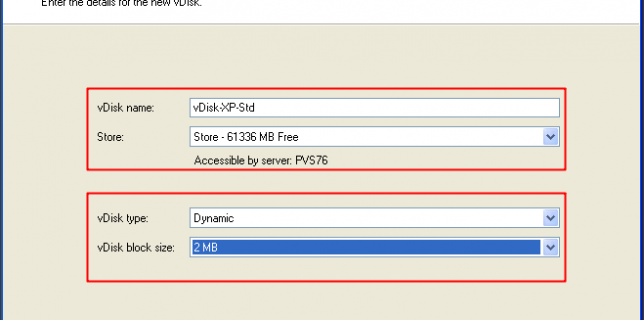 Enter the details for the new vDisk.
vDisk name: vDisk-XP-Std
Store: Store - 61336 MB Free
Accessible by server: PVS76
vDisk type: Dynamic
vDisk block size: 2 MB